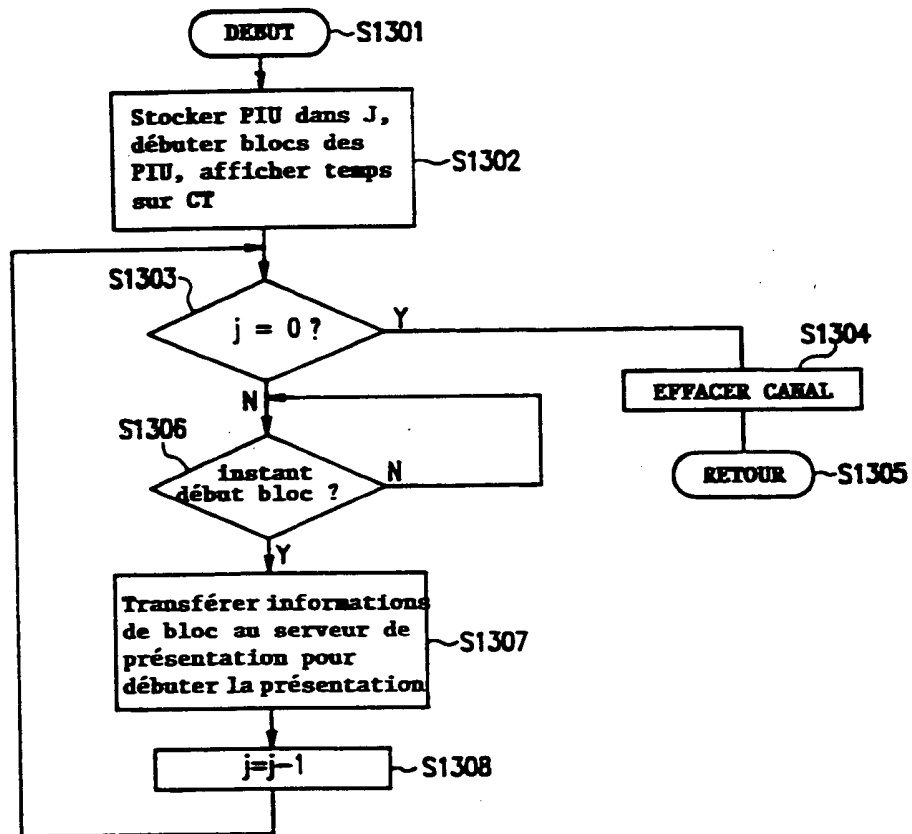 DEBUT
S1301
Stocker PIU dans J,
débuter blocs des
PIU, afficher temps
sur CT
S1302
S1303
j = 0 ?
Y
S1304
EFFACER CANAL
N
S1306
instant
début bloc ?
N
RETOUR
S1305
Y
Transférer informations
de bloc au serveur de
présentation pour
débuter la présentation
S1307
j=j-1
S1308